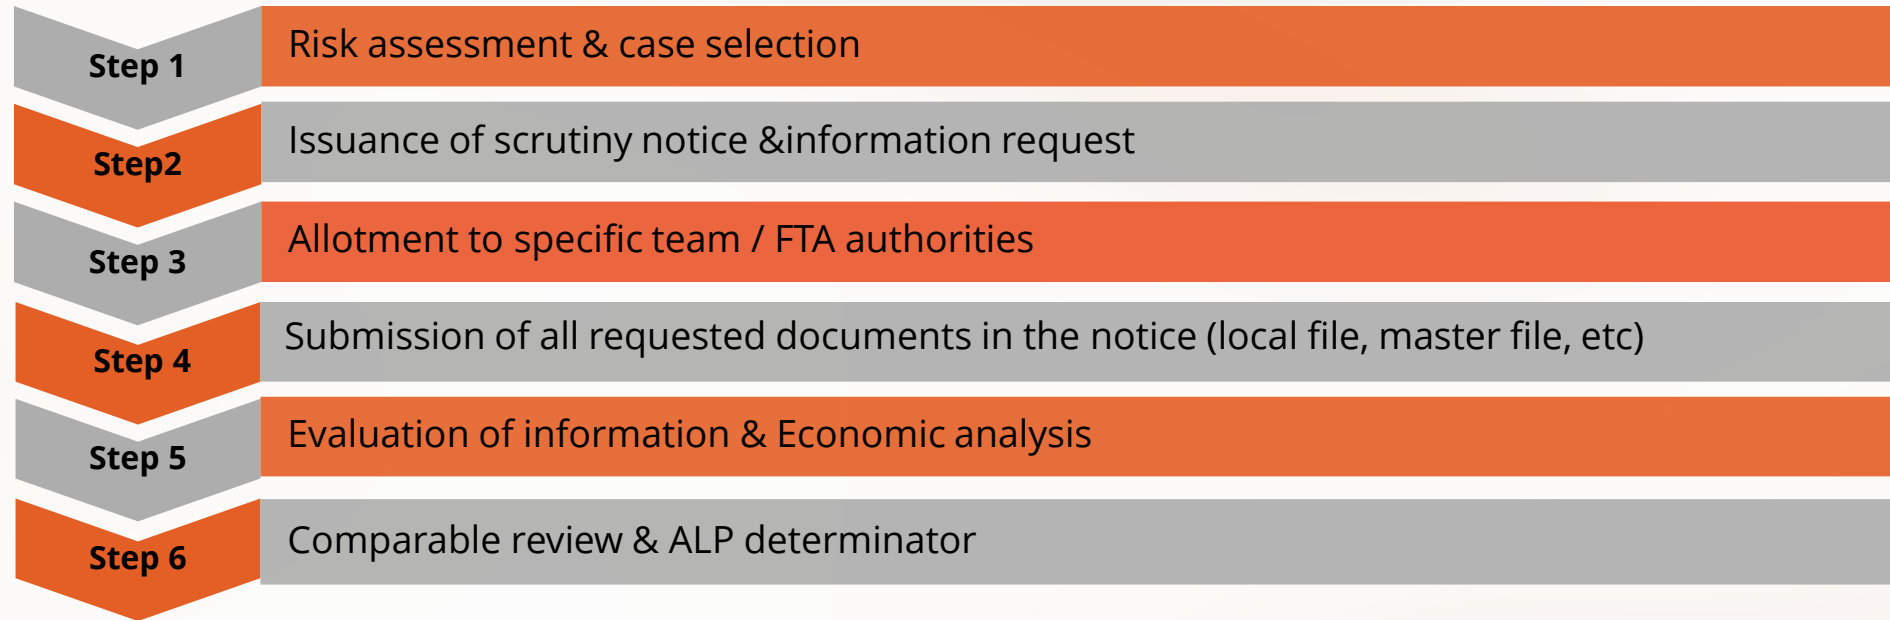 Step 1
Risk assessment & case selection
Step2
Issuance of scrutiny notice &information request
Step 3
Allotment to specific team / FTA authorities
Step 4
Submission of all requested documents in the notice (local file, master file, etc)
Step 5
Evaluation of information & Economic analysis
Step 6
Comparable review & ALP determinator